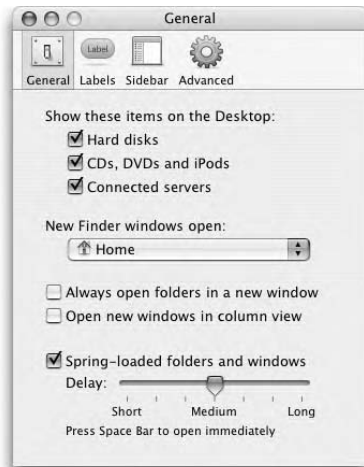 General
Label
General Labels Sidebar Advanced
Show these items on the Desktop:
Hard disks
CDs, DVDs and iPods
Connected servers
New Finder windows open:
Home
Always open folders in a new window
Open new windows in column view
Spring-loaded folders and windows
Delay:
Short Medium Long
Press Space Bar to open immediately